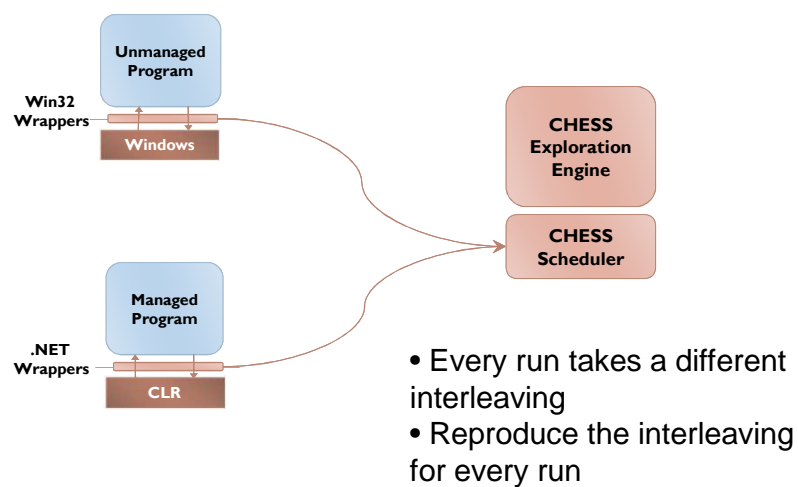 Unmanaged
Program
Win32
Wrappers
Windows
CHESS
Exploration
Engine
CHESS
Scheduler
Managed
Program
.NET
Wrappers
CLR
• Every run takes a different
interleaving
• Reproduce the interleaving
for every run